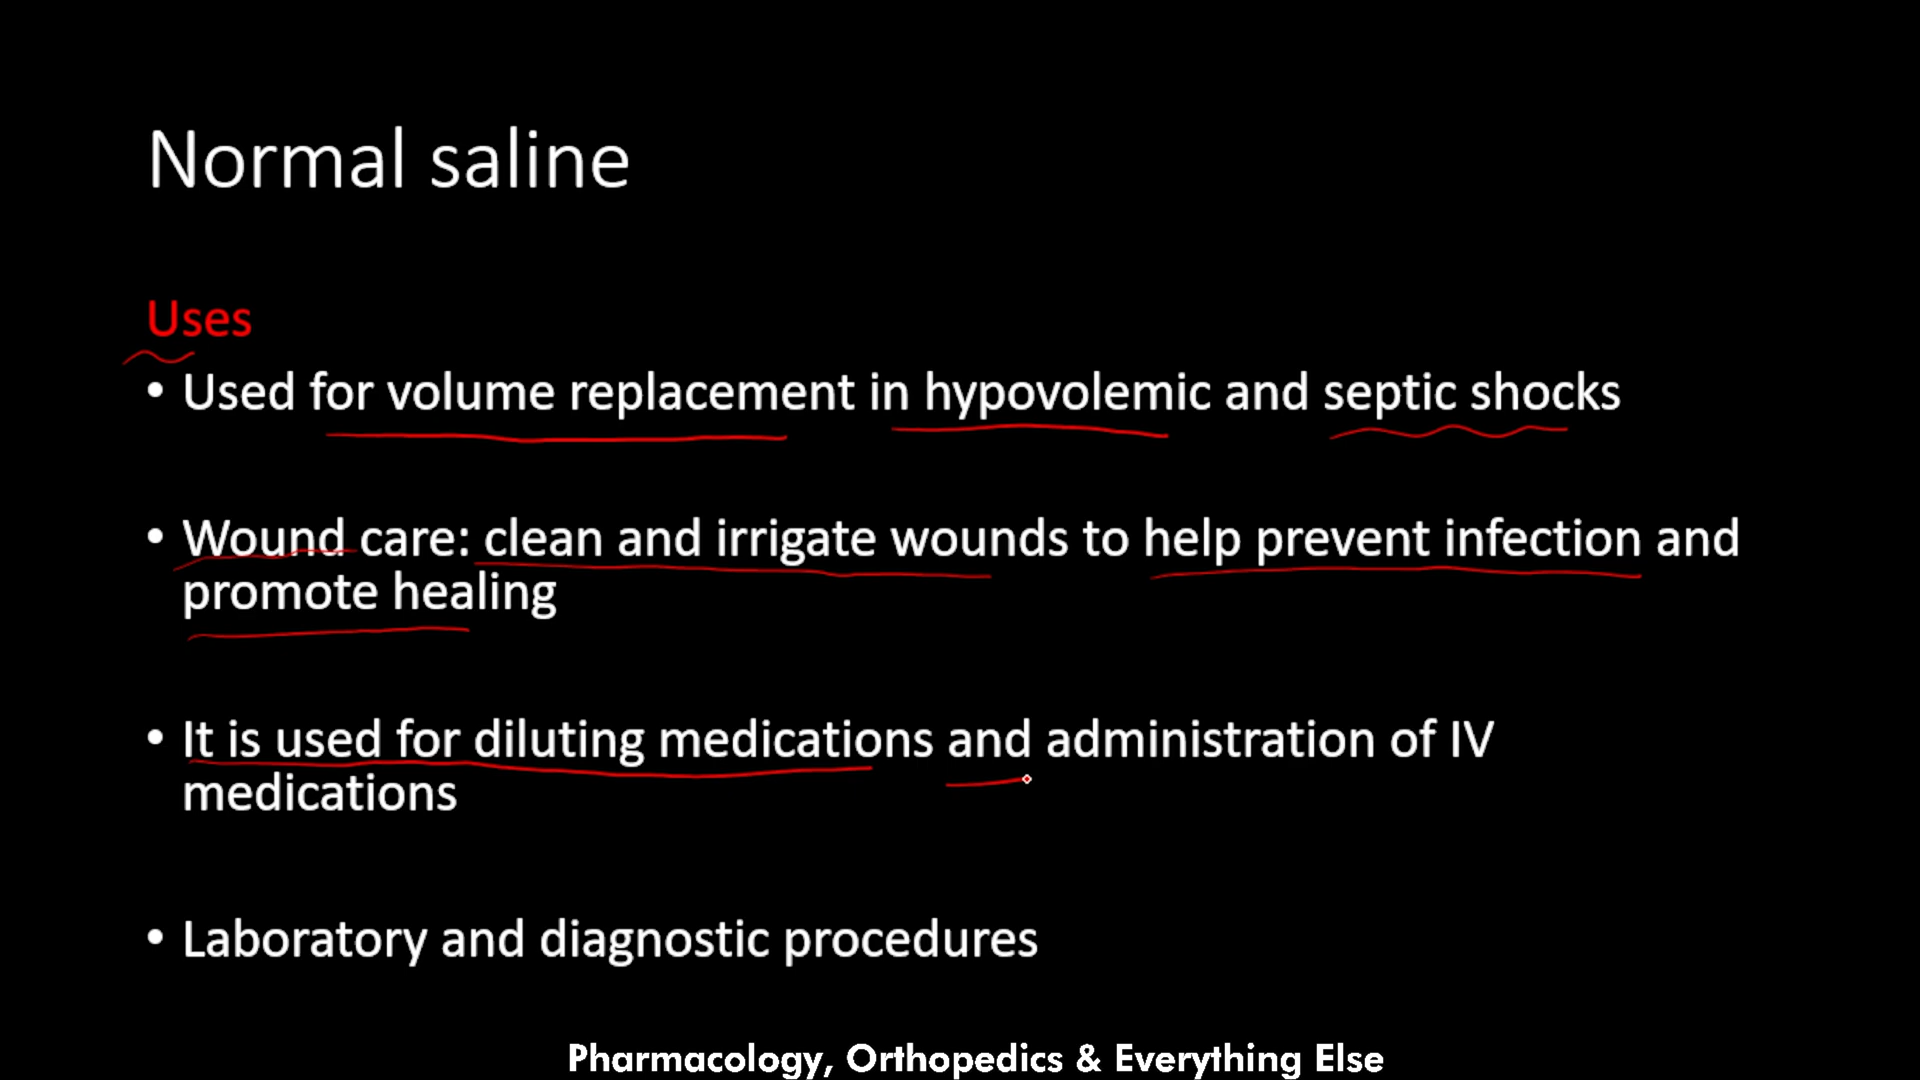 Normal saline
Uses
• Used for volume replacement in hypovolemic and septic shocks
• Wound care: clean and irrigate wounds to help prevent infection and
promote healing
• It is used for diluting medications and administration of IV
medications
• Laboratory and diagnostic procedures
Pharmacology, Orthopedics & Everything Else